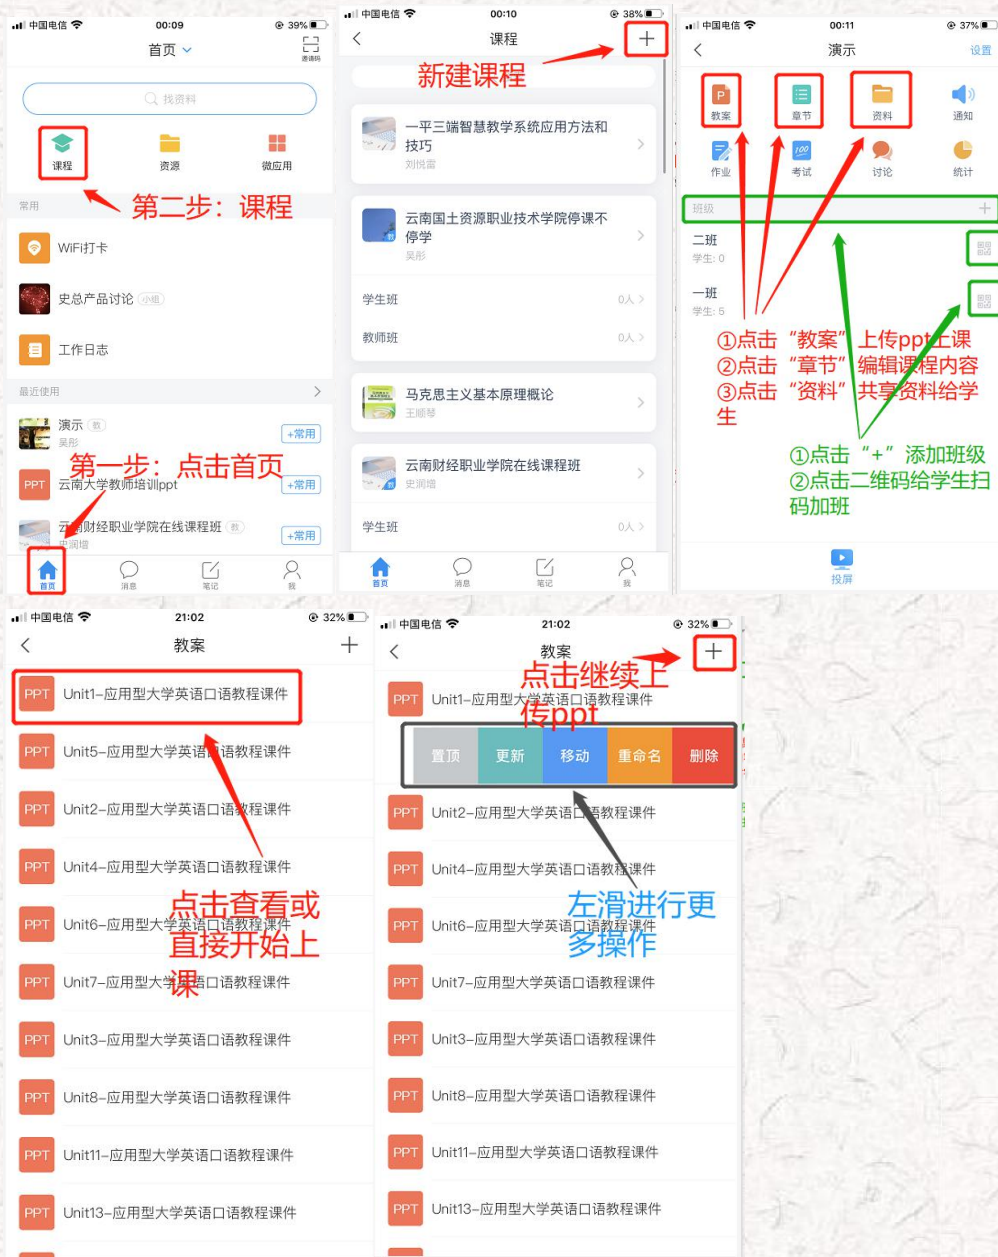 中国电信
00:09
39%
首页
邀请码
找资料
课程
资源
微应用
第二步：课程
常用
WiFi打卡
史总产品讨论 小组
工作日志
最近使用
演示 教
吴彤
+常用
第一步：点击首页
PPT
云南大学教师培训ppt
+常用
云南财经职业学院在线课程班 教
史润增
+常用
首页
消息
笔记
我
中国电信
00:10
38%
课程
新建课程
一平三端智慧教学系统应用方法和
技巧
刘悦雷
云南国土资源职业技术学院停课不
停学
教
吴彤
学生班
0人
教师班
0人
马克思主义基本原理概论
王顺琴
云南财经职业学院在线课程班
教
史润增
学生班
0人
首页
消息
笔记
我
中国电信
00:11
37%
演示
设置
教案
章节
资料
通知
作业
考试
讨论
统计
班级
二班
学生: 0
一班
学生: 5
①点击“教案”上传ppt上课
②点击“章节”编辑课程内容
③点击“资料”共享资料给学
生
①点击“+”添加班级
②点击二维码给学生扫
码加班
投屏
中国电信
21:02
32%
教案
PPT Unit1–应用型大学英语口语教程课件
PPT Unit5–应用型大学英语口语教程课件
PPT Unit2–应用型大学英语口语教程课件
PPT Unit4–应用型大学英语口语教程课件
点击查看或
直接开始上
课
PPT Unit6–应用型大学英语口语教程课件
PPT Unit7–应用型大学英语口语教程课件
PPT Unit3–应用型大学英语口语教程课件
PPT Unit8–应用型大学英语口语教程课件
PPT Unit11–应用型大学英语口语教程课件
PPT Unit13–应用型大学英语口语教程课件
中国电信
21:02
32%
教案
点击继续上
传ppt
PPT Unit1–应用型大学英语口语教程课件
置顶 更新 移动 重命名 删除
PPT Unit2–应用型大学英语口语教程课件
PPT Unit4–应用型大学英语口语教程课件
左滑进行更
多操作
PPT Unit6–应用型大学英语口语教程课件
PPT Unit7–应用型大学英语口语教程课件
PPT Unit3–应用型大学英语口语教程课件
PPT Unit8–应用型大学英语口语教程课件
PPT Unit11–应用型大学英语口语教程课件
PPT Unit13–应用型大学英语口语教程课件